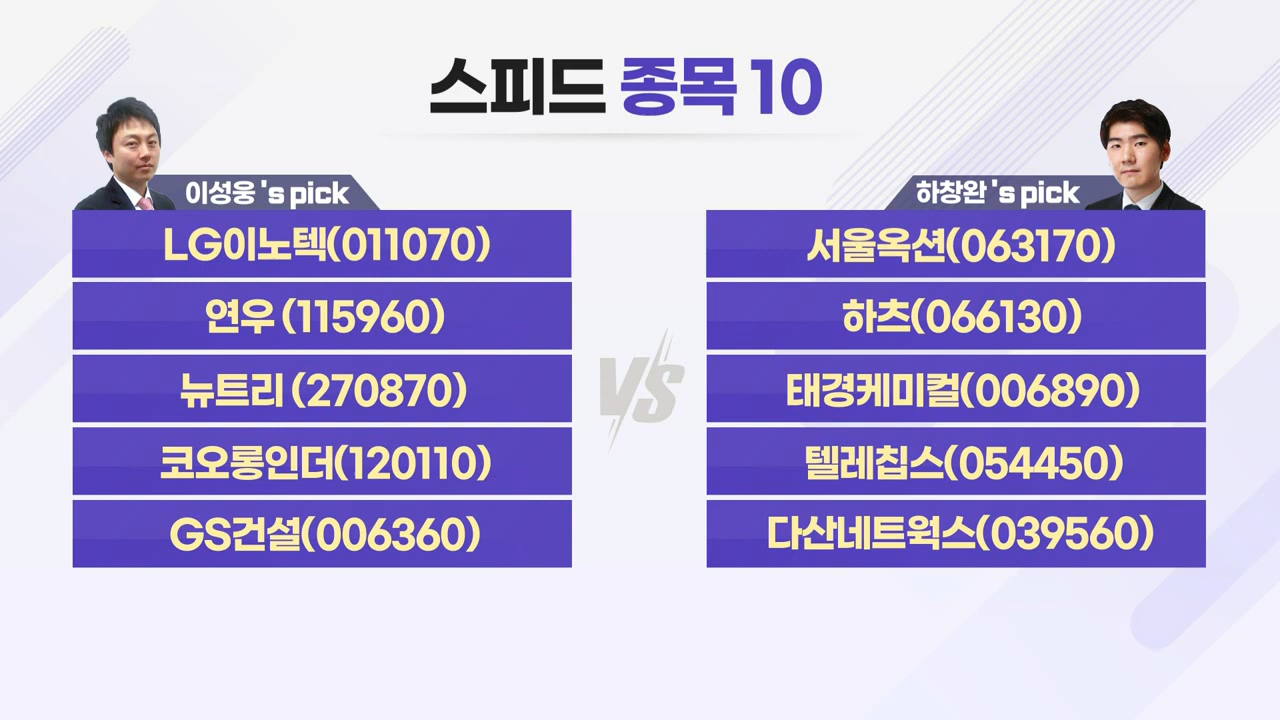 스피드 종목 10
이성웅 's pick
LG이노텍(011070)
연우 (115960)
뉴트리 (270870)
코오롱인더(120110)
GS건설(006360)
VS
하창완 's pick
서울옥션(063170)
하츠(066130)
태경케미컬(006890)
텔레칩스(054450)
다산네트웍스(039560)